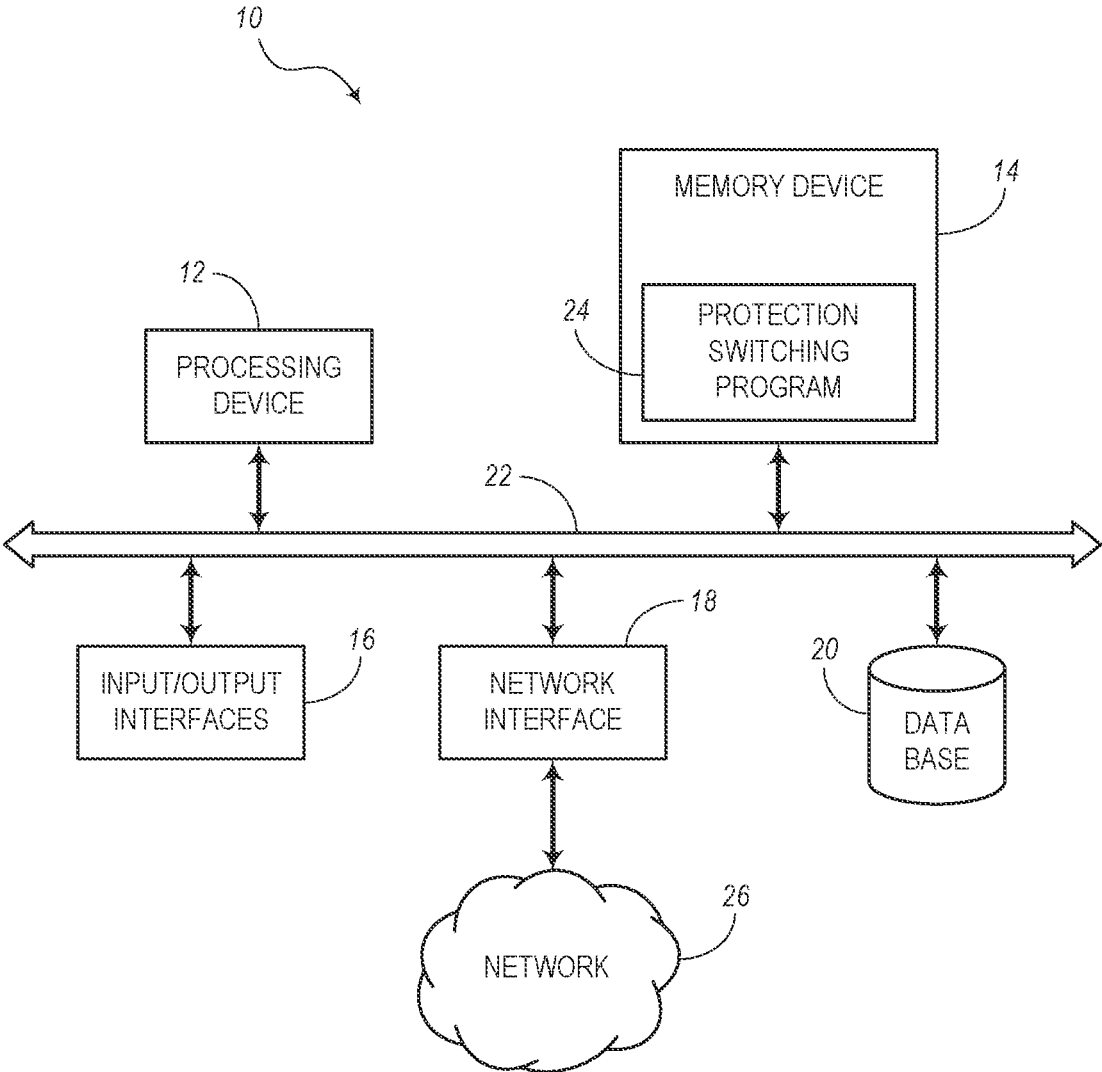 10
MEMORY DEVICE
14
12
PROCESSING
DEVICE
24
PROTECTION
SWITCHING
PROGRAM
22
INPUT/OUTPUT
INTERFACES
16
NETWORK
INTERFACE
18
20
DATA
BASE
NETWORK
26